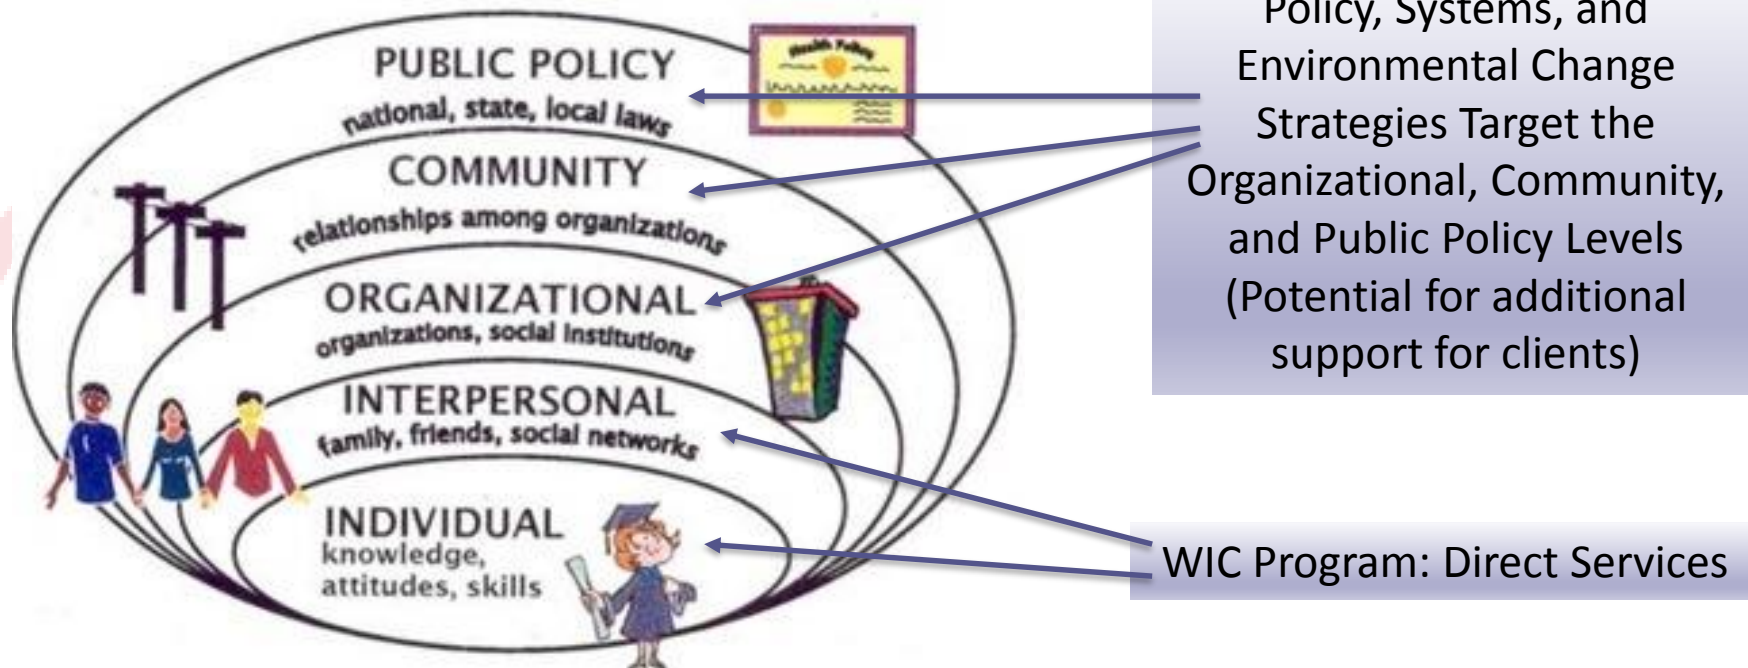 PUBLIC POLICY
national, state, local laws
Health Policy
COMMUNITY
relationships among organizations
ORGANIZATIONAL
organizations, social institutions
INTERPERSONAL
family, friends, social networks
INDIVIDUAL
knowledge,
attitudes, skills
Policy, Systems, and
Environmental Change
Strategies Target the
Organizational, Community,
and Public Policy Levels
(Potential for additional
support for clients)
WIC Program: Direct Services